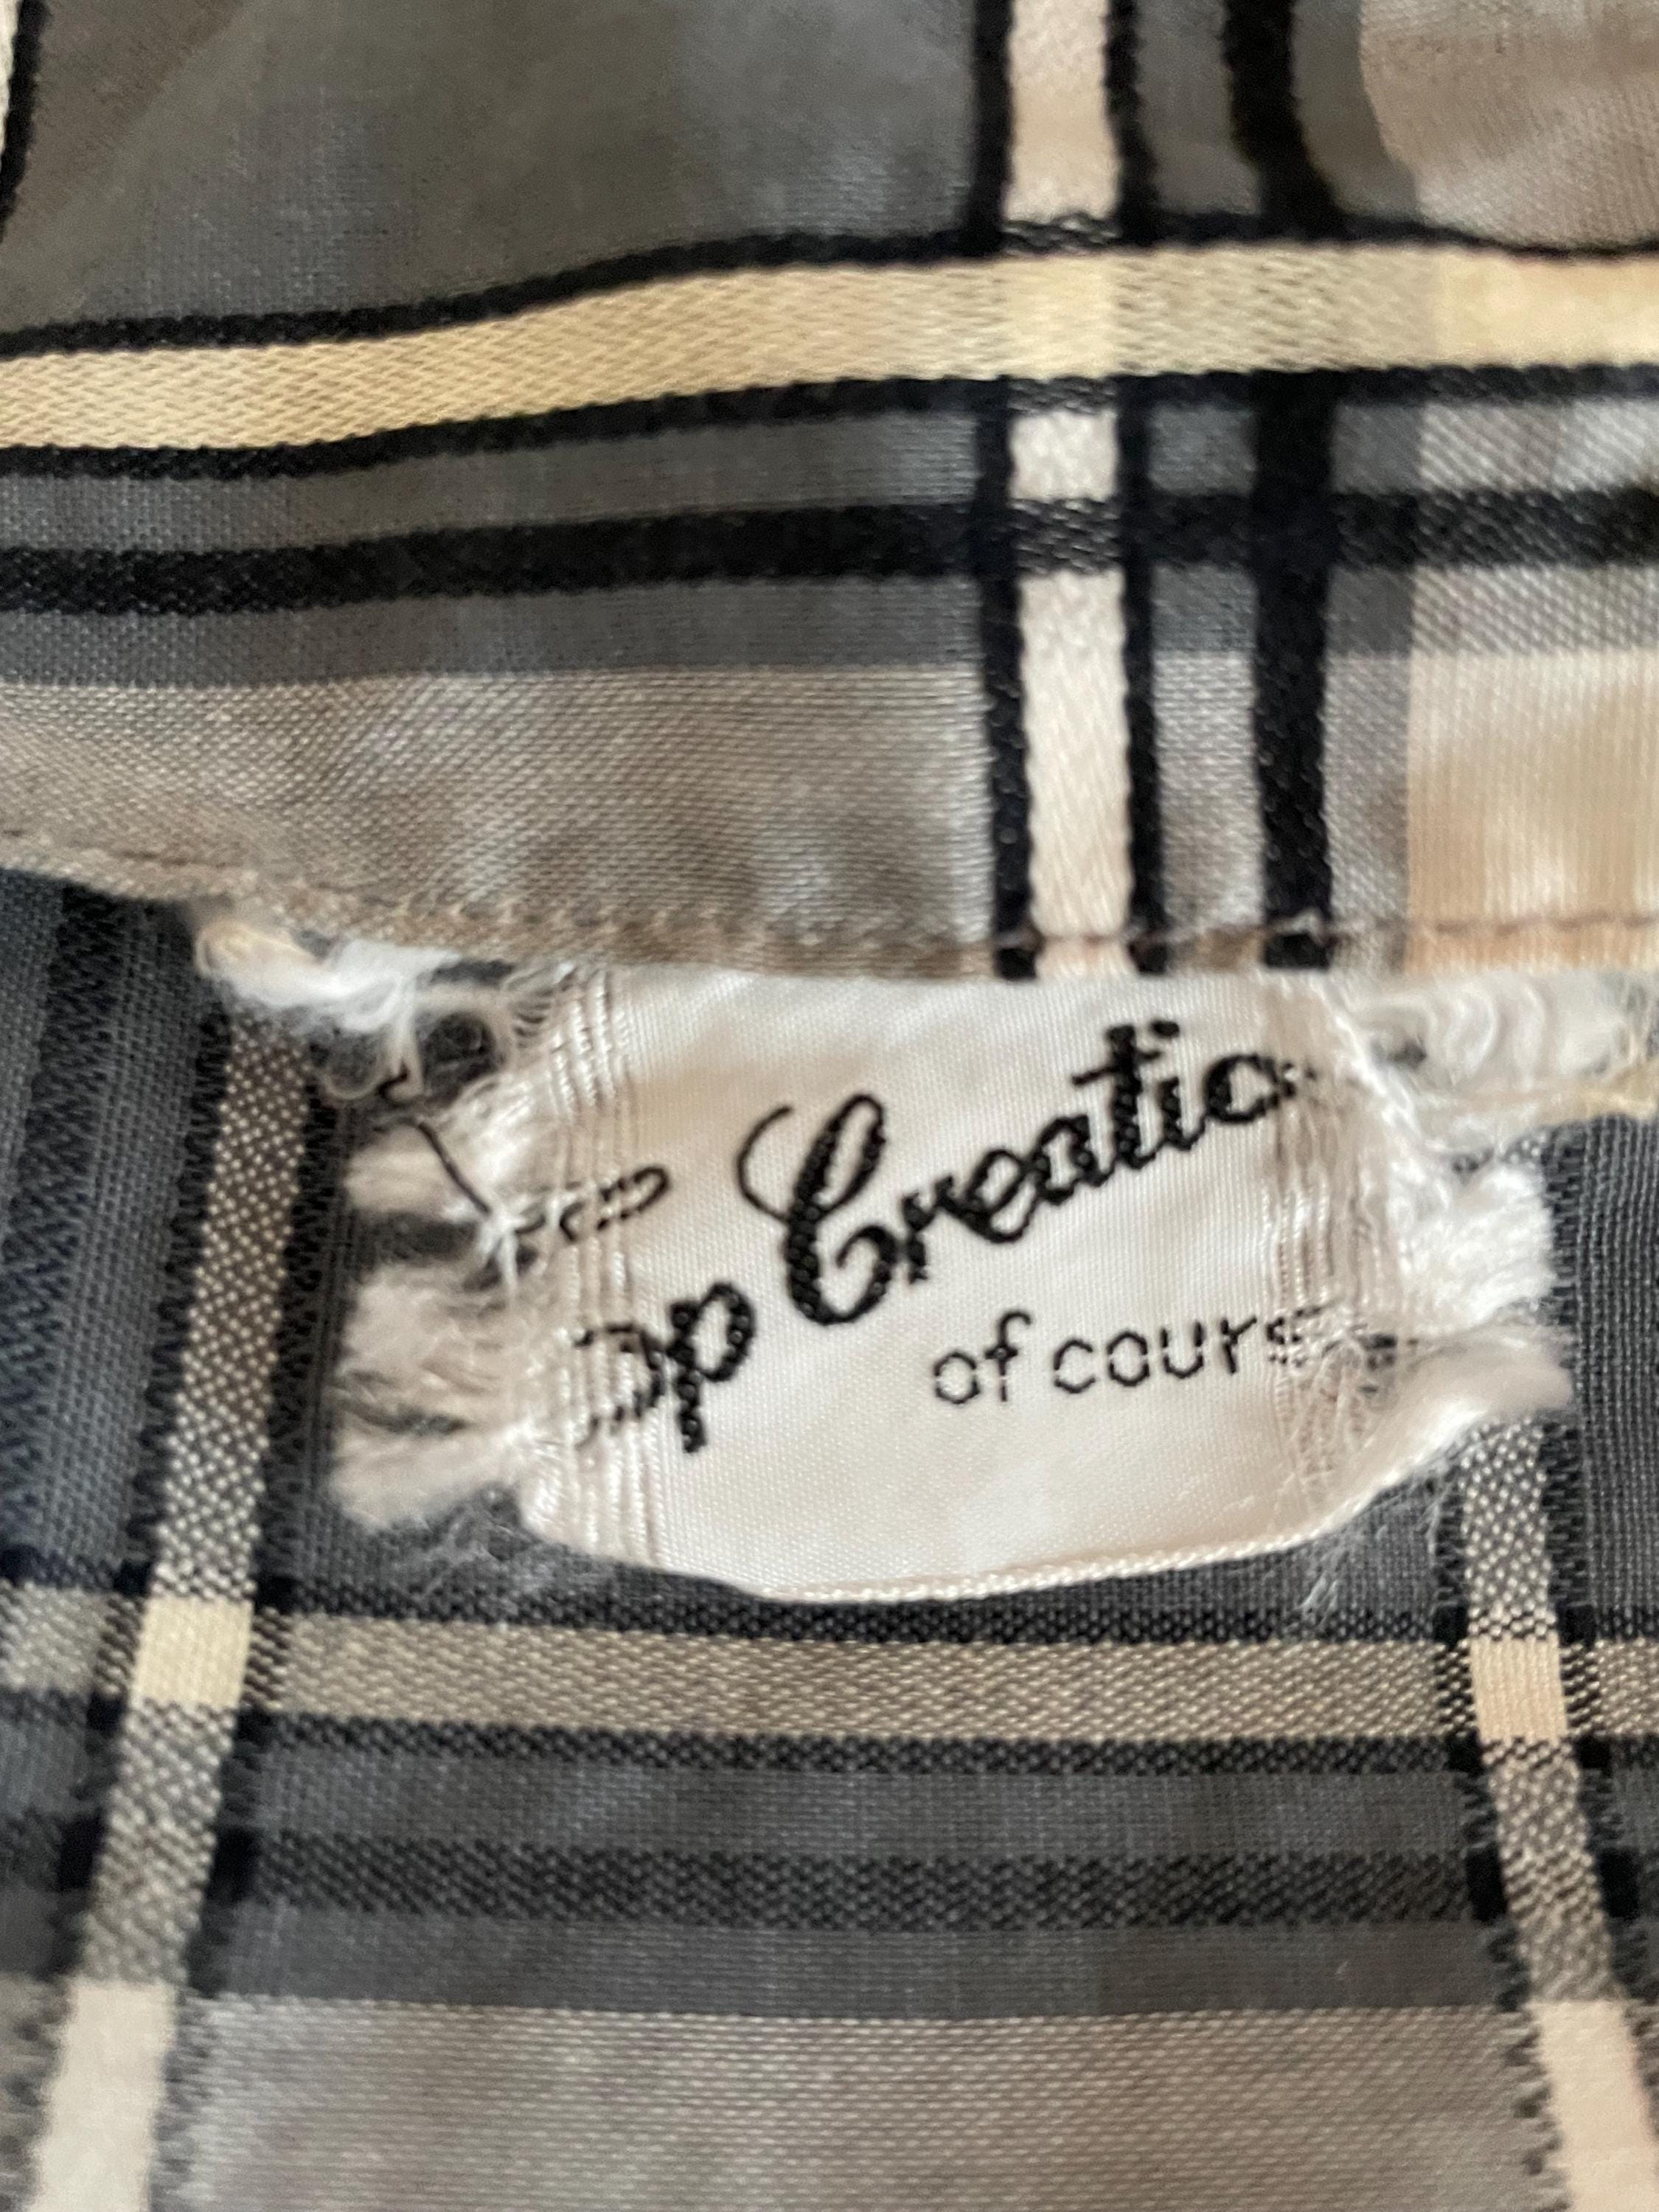 op Creatio
of cours